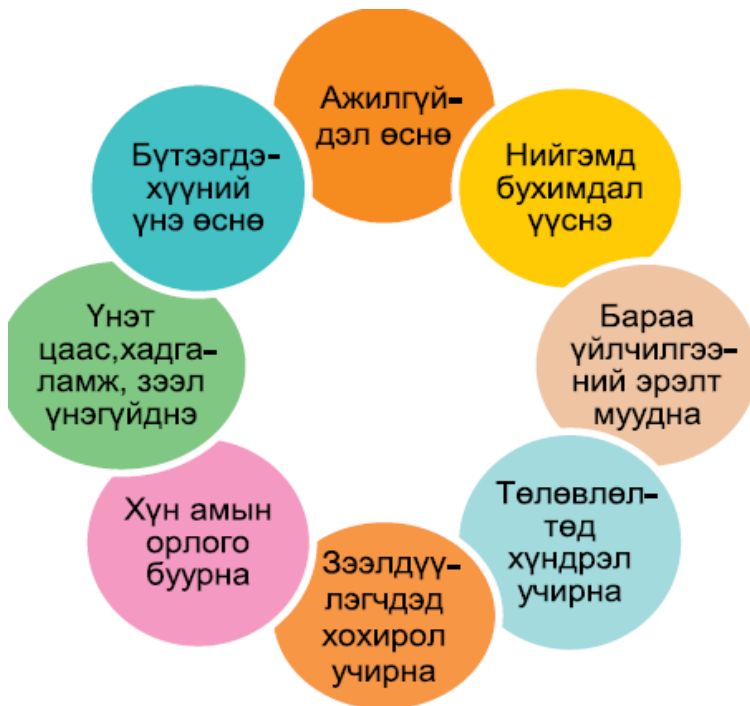 Ажилгүй-
дэл өснө
Нийгэмд
бухимдал
үүснэ
Бараа
үйлчилгээ-
ний эрэлт
муудна
Төлөвлөл-
төд
хүндрэл
учирна
Зээлдүү-
лэгчдэд
хохирол
учирна
Хүн амын
орлого
буурна
Үнэт
цаас,хадга-
ламж, зээл
үнэгүйднэ
Бүтээгдэ-
хүүний
үнэ өснө